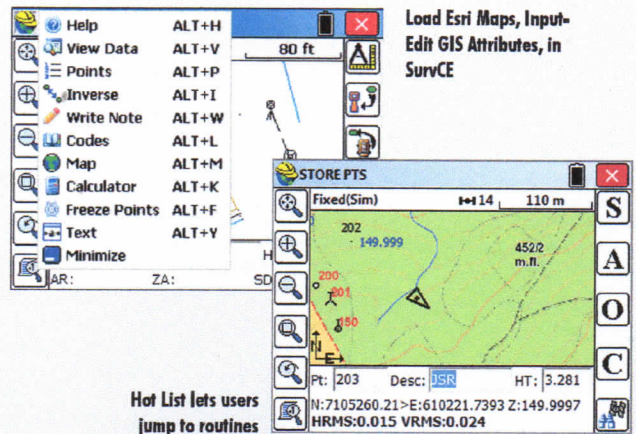 Help ALT+H
View Data ALT+V
Points ALT+P
Inverse ALT+I
Write Note ALT+W
Codes ALT+L
Map ALT+M
Calculator ALT+K
Freeze Points ALT+F
Text ALT+Y
Minimize
80 ft
H
AR: ZA: SD
Load Esri Maps, Input-
Edit GIS Attributes, in
SurvCE
STORE PTS
Fixed(Sim) 14 110 m
S
A
O
C
202
149.999
452/2
m.fl.
200
201
150
N
E
Pt: 203 Desc: JSR HT: 3.281
N:7105260.21>E:610221.7393 Z:149.9997
HRMS:0.015 VRMS:0.024
Hot List lets users
jump to routines